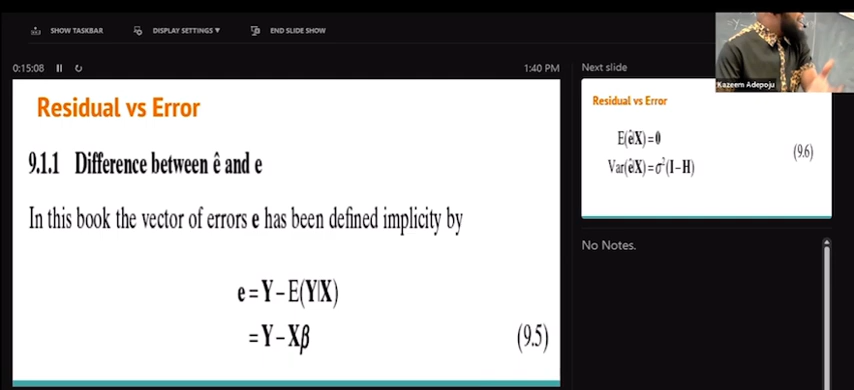 SHOW TASKBAR
DISPLAY SETTINGS ▼
END SLIDE SHOW
0:15:08
1:40 PM
Residual vs Error
9.1.1 Difference between ê and e
In this book the vector of errors e has been defined implicity by
e = Y − E(Y|X)
= Y − Xβ (9.5)
Next slide
Kazeem Adepoju
Residual vs Error
E(ê|X) = 0
Var(ê|X) = σ²(I − H) (9.6)
No Notes.